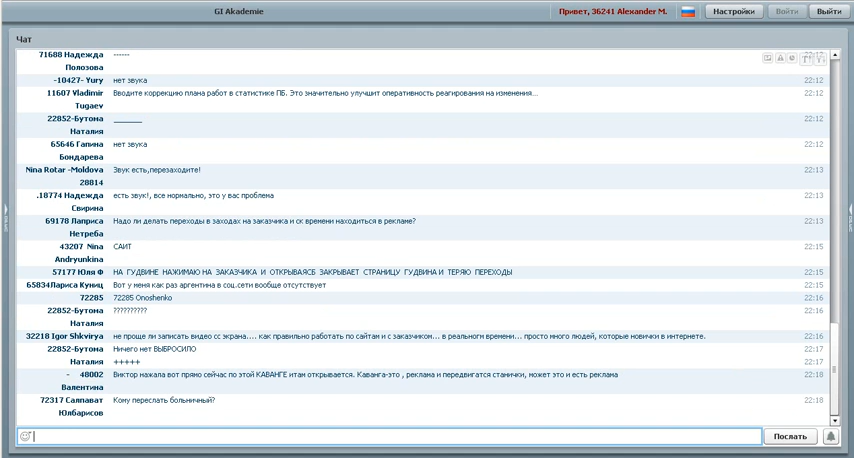 GI Akademie
Привет, 36241 Alexander M.
Настройки
Войти
Выйти
Чат
71688 Надежда ------ 22:12
Полозова
-10427- Yury нет звука 22:12
11607 Vladimir Вводите коррекцию плана работ в статистике ПБ. Это значительно улучшит оперативность реагирования на изменения... 22:12
Tugaev
22852-Бутома _______ 22:12
Наталия
65646 Галина нет звука 22:12
Бондарева
Nina Rotar -Moldova Звук есть,перезаходите! 22:13
28814
.18774 Надежда есть звук!, все нормально, это у вас проблема 22:13
Свирина
69178 Лариса Надо ли делать переходы в заходах на заказчика и ск времени находиться в рекламе? 22:13
Нетреба
43207 Nina САИТ 22:15
Andryunkina
57177 Юля Ф НА ГУДВИНЕ НАЖИМАЮ НА ЗАКАЗЧИКА И ОТКРЫВАЯСБ ЗАКРЫВАЕТ СТРАНИЦУ ГУДВИНА И ТЕРЯЮ ПЕРЕХОДЫ 22:15
65834Лариса Куниц Вот у меня как раз аргентина в соц.сети вообще отсутствует 22:15
72285 72285 Onoshenko 22:16
22852-Бутома ?????????? 22:16
Наталия
32218 Igor Shkvirya не проще ли записать видео сс экрана.... как правильно работать по сайтам и с заказчиком... в реальногм времени... просто много людей, которые новички в интернете. 22:16
22852-Бутома Ничего нет ВЫБРОСИЛО 22:17
Наталия +++++ 22:17
- 48002 Виктор нажала вот прямо сейчас по этой КАВАНГЕ итам открывается. Каванга-это , реклама и передвигатся станички, может это и есть реклама 22:18
Валентина
72317 Салпават Кому переслать больничный? 22:18
Юлбарисов
Послать